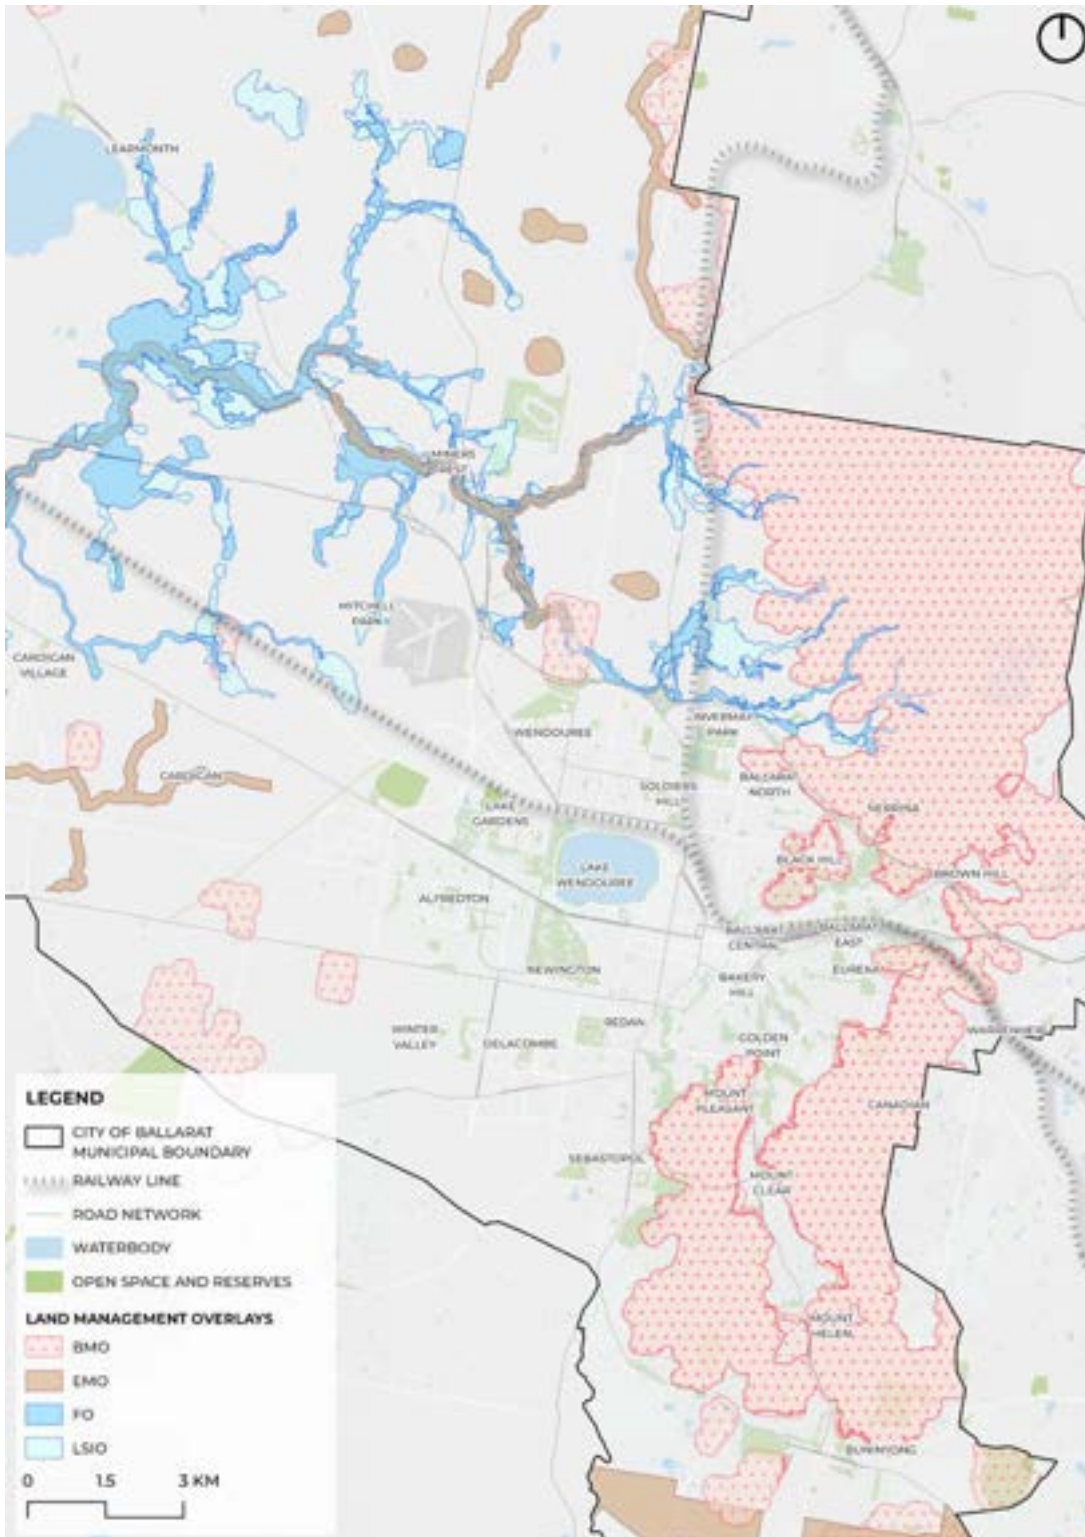 LEARMONTH
MINERS
REST
MITCHELL
PARK
CARDIGAN
VILLAGE
WENDOUREE
INVERMAY
PARK
CARDIGAN
SOLDIERS
HILL
BALLARAT
NORTH
LAKE
GARDENS
NERRINA
LAKE
WENDOUREE
BLACK HILL
BROWN HILL
ALFREDTON
BALLARAT
CENTRAL
BALLARAT
EAST
NEWINGTON
BAKERY
HILL
EUREKA
WINTER
VALLEY
DELACOMBE
REDAN
GOLDEN
POINT
WARRENHEIP
MOUNT
PLEASANT
CANADIAN
SEBASTOPOL
MOUNT
CLEAR
MOUNT
HELEN
BUNINYONG
LEGEND
CITY OF BALLARAT
MUNICIPAL BOUNDARY
RAILWAY LINE
ROAD NETWORK
WATERBODY
OPEN SPACE AND RESERVES
LAND MANAGEMENT OVERLAYS
BMO
EMO
FO
LSIO
0 1.5 3 KM